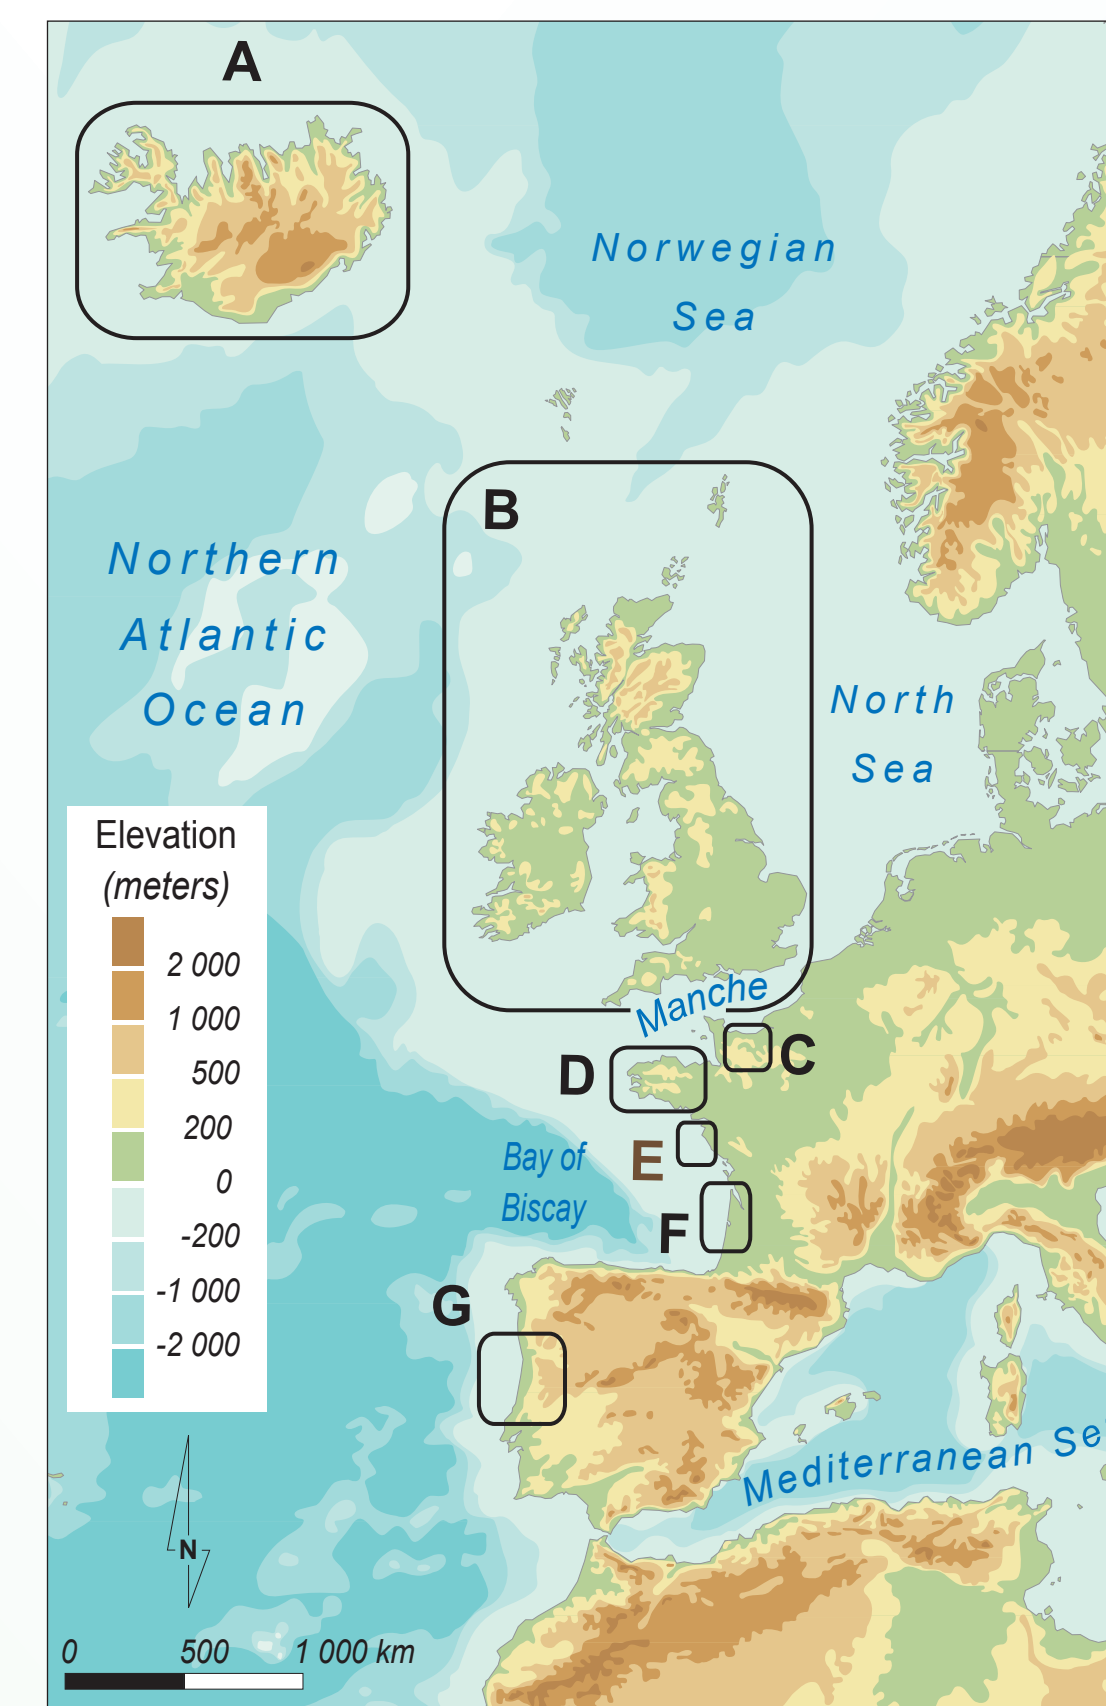 A
Norwegian
Sea
B
Northern
Atlantic
Ocean
North
Sea
Elevation
(meters)
2 000
1 000
500
200
0
-200
-1 000
-2 000
Manche
C
D
E
Bay of
Biscay
F
G
Mediterranean Se
N
0 500 1 000 km